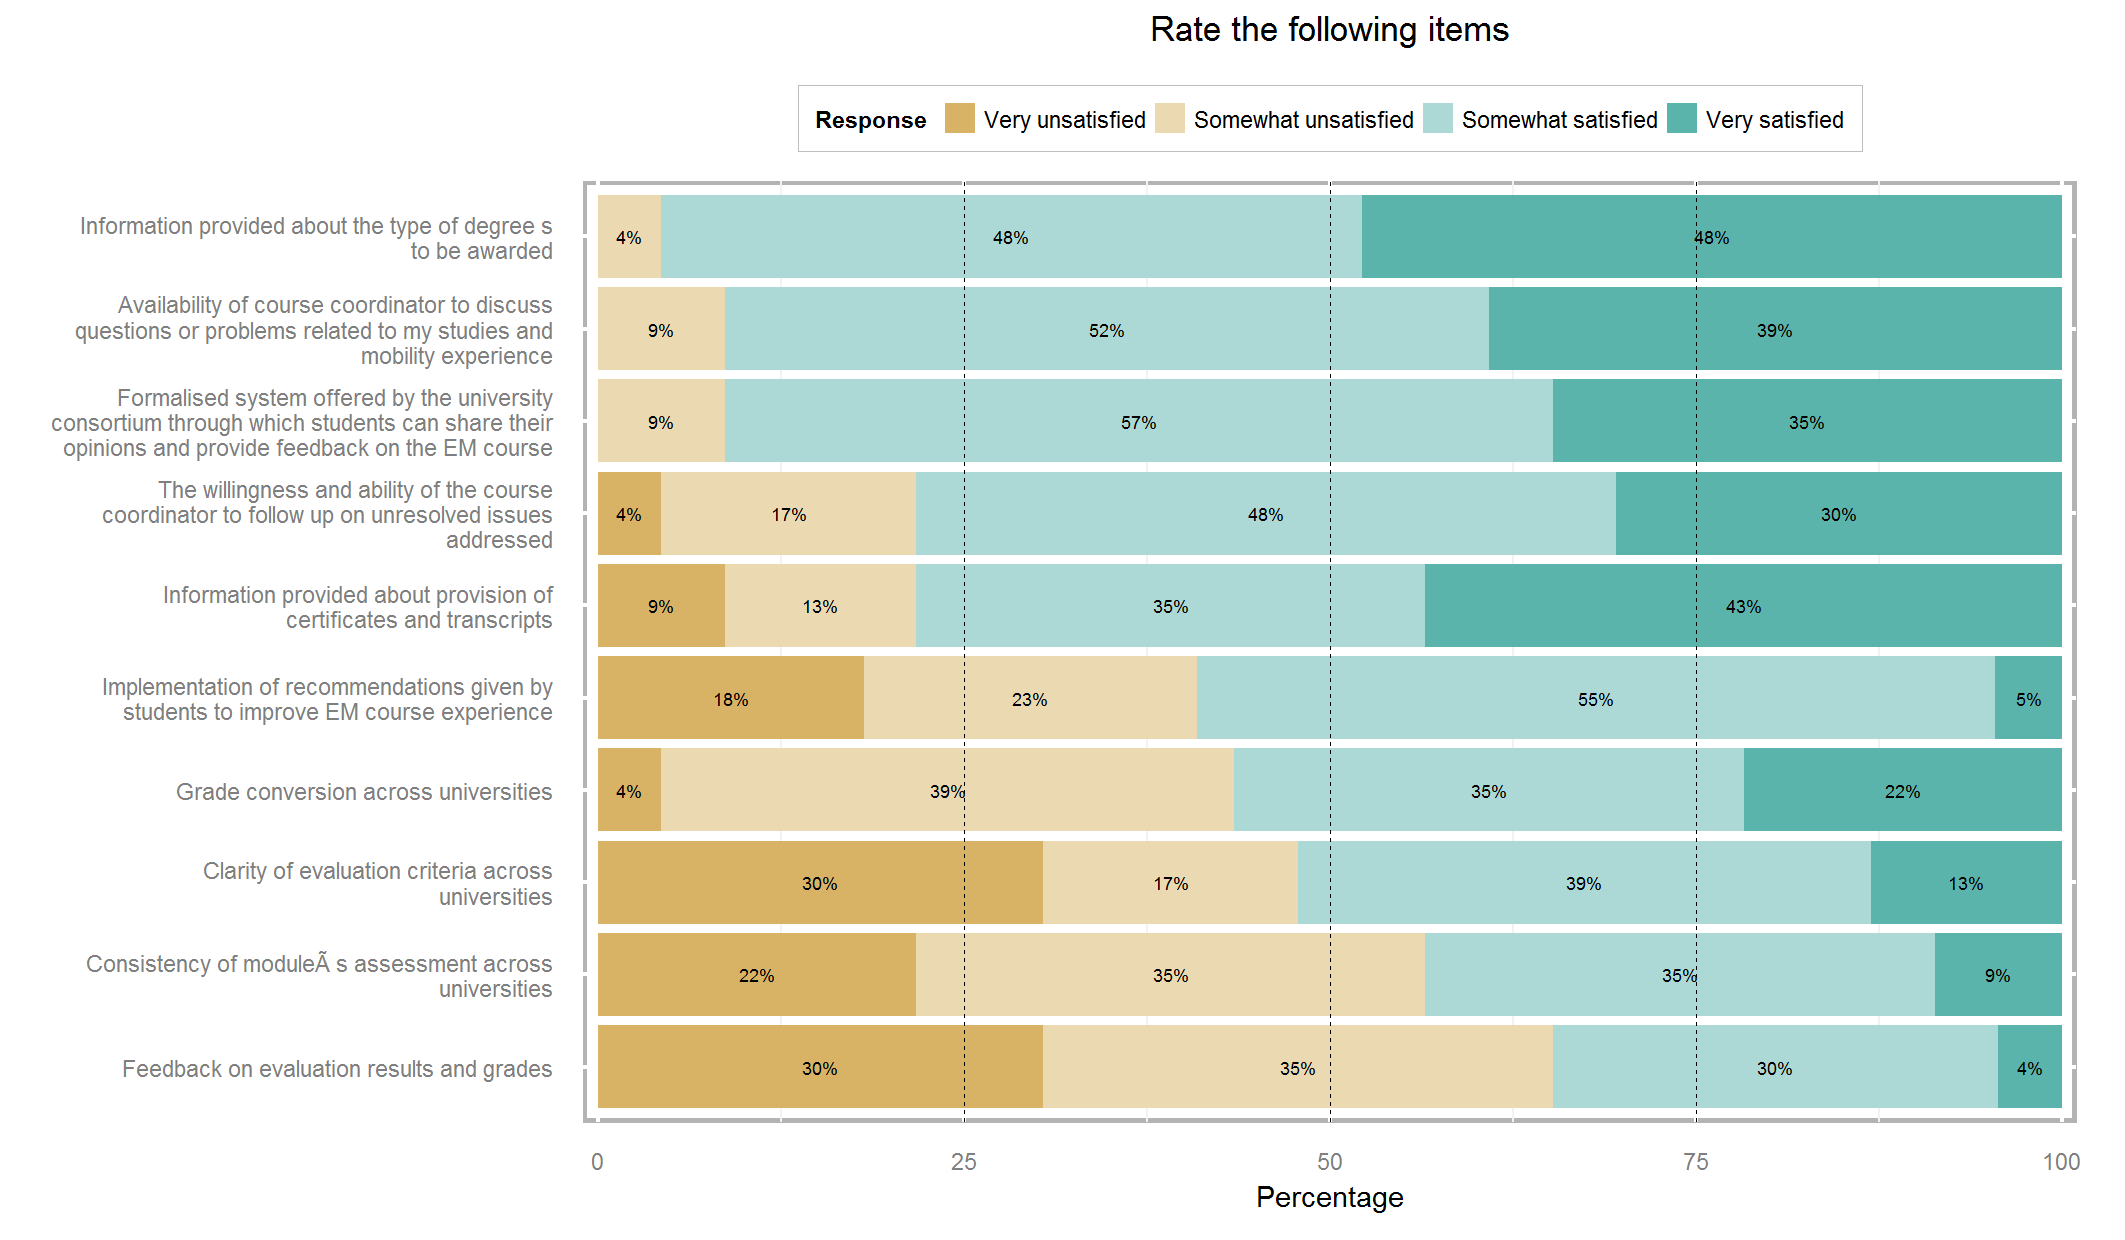 Rate the following items
Response Very unsatisfied Somewhat unsatisfied Somewhat satisfied Very satisfied
Information provided about the type of degree s
to be awarded
4% 48% 48%
Availability of course coordinator to discuss
questions or problems related to my studies and
mobility experience
9% 52% 39%
Formalised system offered by the university
consortium through which students can share their
opinions and provide feedback on the EM course
9% 57% 35%
The willingness and ability of the course
coordinator to follow up on unresolved issues
addressed
4% 17% 48% 30%
Information provided about provision of
certificates and transcripts
9% 13% 35% 43%
Implementation of recommendations given by
students to improve EM course experience
18% 23% 55% 5%
Grade conversion across universities
4% 39% 35% 22%
Clarity of evaluation criteria across
universities
30% 17% 39% 13%
Consistency of moduleÃ s assessment across
universities
22% 35% 35% 9%
Feedback on evaluation results and grades
30% 35% 30% 4%
0 25 50 75 100
Percentage